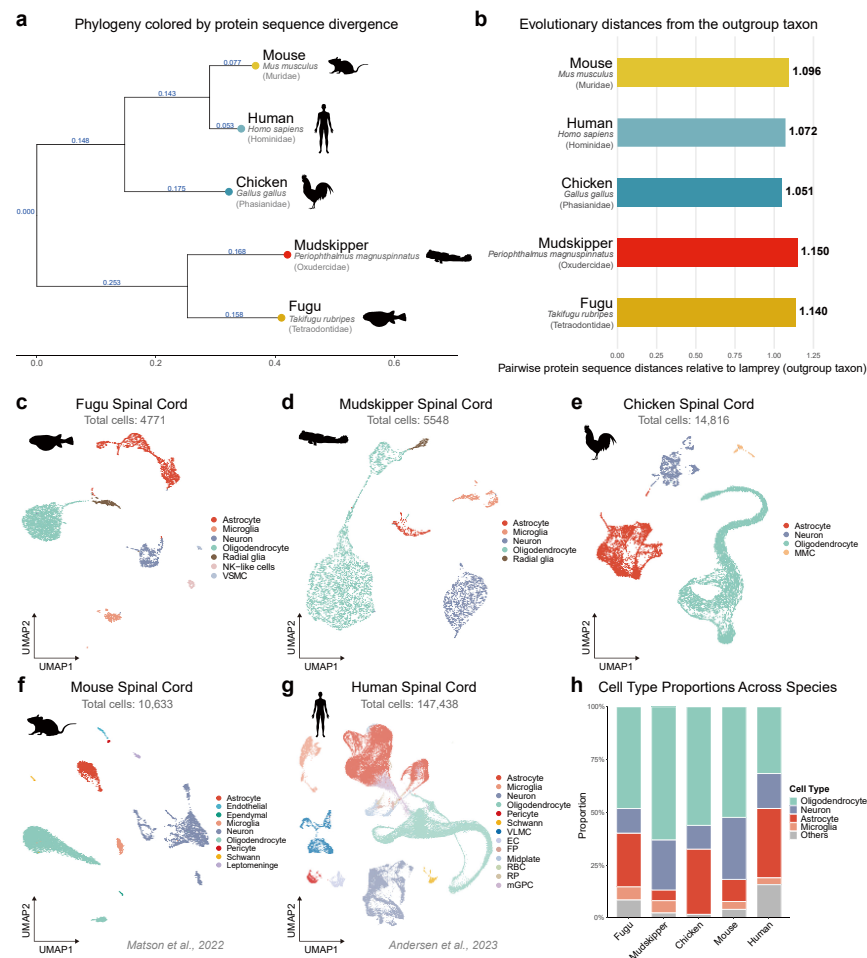 a
Phylogeny colored by protein sequence divergence
0.077
Mouse
Mus musculus
(Muridae)
0.143
0.053
Human
Homo sapiens
(Hominidae)
0.148
0.175
Chicken
Gallus gallus
(Phasianidae)
0.000
0.168
Mudskipper
Periophthalmus magnuspinnatus
(Oxudercidae)
0.253
0.158
Fugu
Takifugu rubripes
(Tetraodontidae)
0.0 0.2 0.4 0.6
b
Evolutionary distances from the outgroup taxon
Mouse
Mus musculus
(Muridae)
1.096
Human
Homo sapiens
(Hominidae)
1.072
Chicken
Gallus gallus
(Phasianidae)
1.051
Mudskipper
Periophthalmus magnuspinnatus
(Oxudercidae)
1.150
Fugu
Takifugu rubripes
(Tetraodontidae)
1.140
0.00 0.25 0.50 0.75 1.00 1.25
Pairwise protein sequence distances relative to lamprey (outgroup taxon)
c
Fugu Spinal Cord
Total cells: 4771
Astrocyte
Microglia
Neuron
Oligodendrocyte
Radial glia
NK−like cells
VSMC
UMAP2
UMAP1
d
Mudskipper Spinal Cord
Total cells: 5548
Astrocyte
Microglia
Neuron
Oligodendrocyte
Radial glia
UMAP2
UMAP1
e
Chicken Spinal Cord
Total cells: 14,816
Astrocyte
Neuron
Oligodendrocyte
MMC
UMAP2
UMAP1
f
Mouse Spinal Cord
Total cells: 10,633
Astrocyte
Endothelial
Ependymal
Microglia
Neuron
Oligodendrocyte
Pericyte
Schwann
Leptomeninge
UMAP2
UMAP1
Matson et al., 2022
g
Human Spinal Cord
Total cells: 147,438
Astrocyte
Microglia
Neuron
Oligodendrocyte
Pericyte
Schwann
VLMC
EC
FP
Midplate
RBC
RP
mGPC
UMAP2
UMAP1
Andersen et al., 2023
h
Cell Type Proportions Across Species
100%
75%
50%
25%
0%
Proportion
Fugu
Mudskipper
Chicken
Mouse
Human
Cell Type
Oligodendrocyte
Neuron
Astrocyte
Microglia
Others